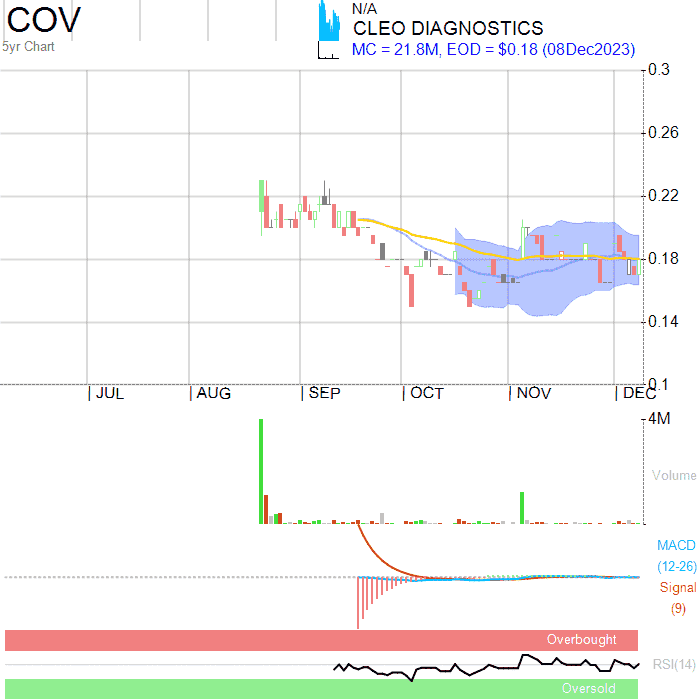 COV
N/A
CLEO DIAGNOSTICS
5yr Chart
MC = 21.8M, EOD = $0.18 (08Dec2023)
0.3
0.26
0.22
0.18
0.14
0.1
JUL AUG SEP OCT NOV DEC
4M
Volume
MACD
(12-26)
Signal
(9)
Overbought
RSI(14)
Oversold